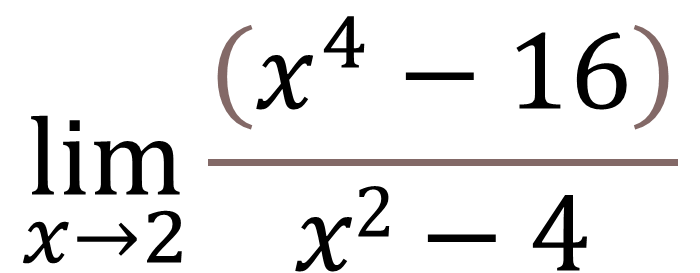 lim x→2 (x⁴ − 16) / x² − 4